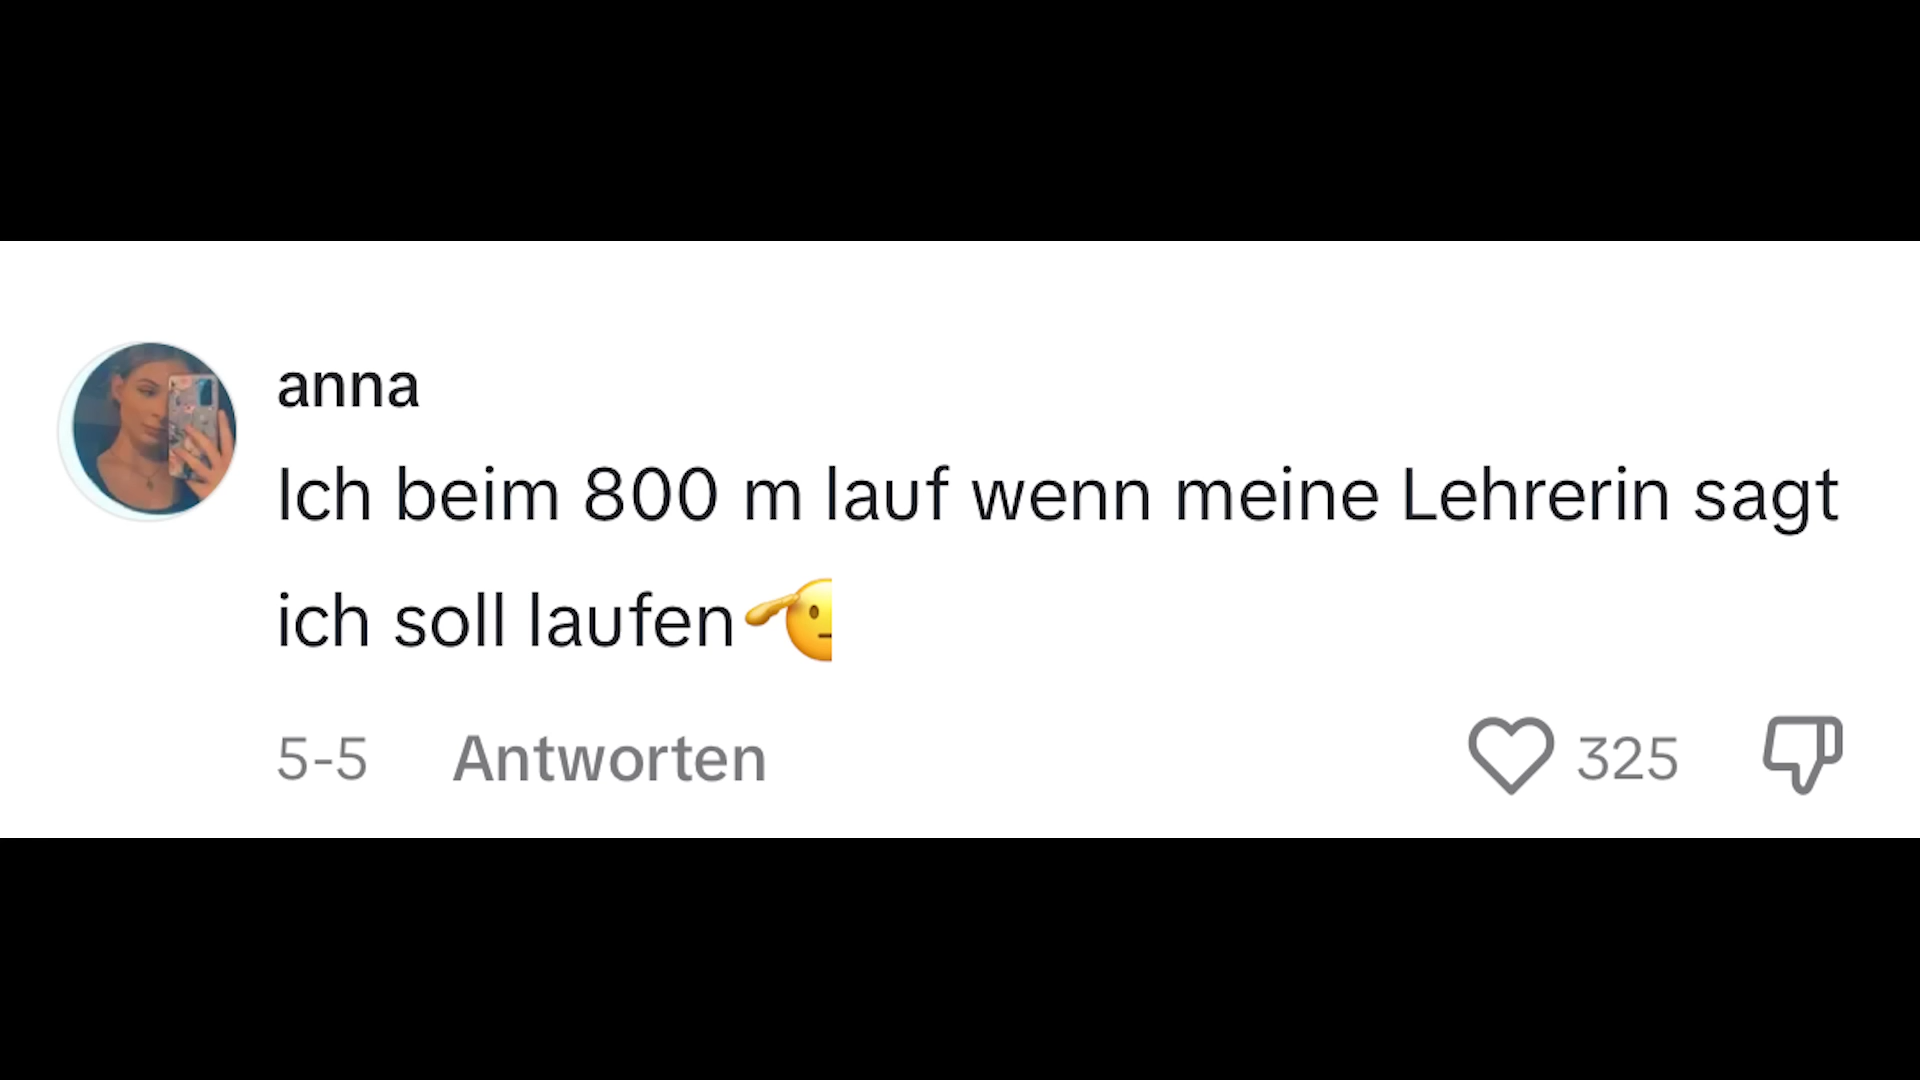 anna
Ich beim 800 m lauf wenn meine Lehrerin sagt
ich soll laufen🫡
5-5 Antworten 325